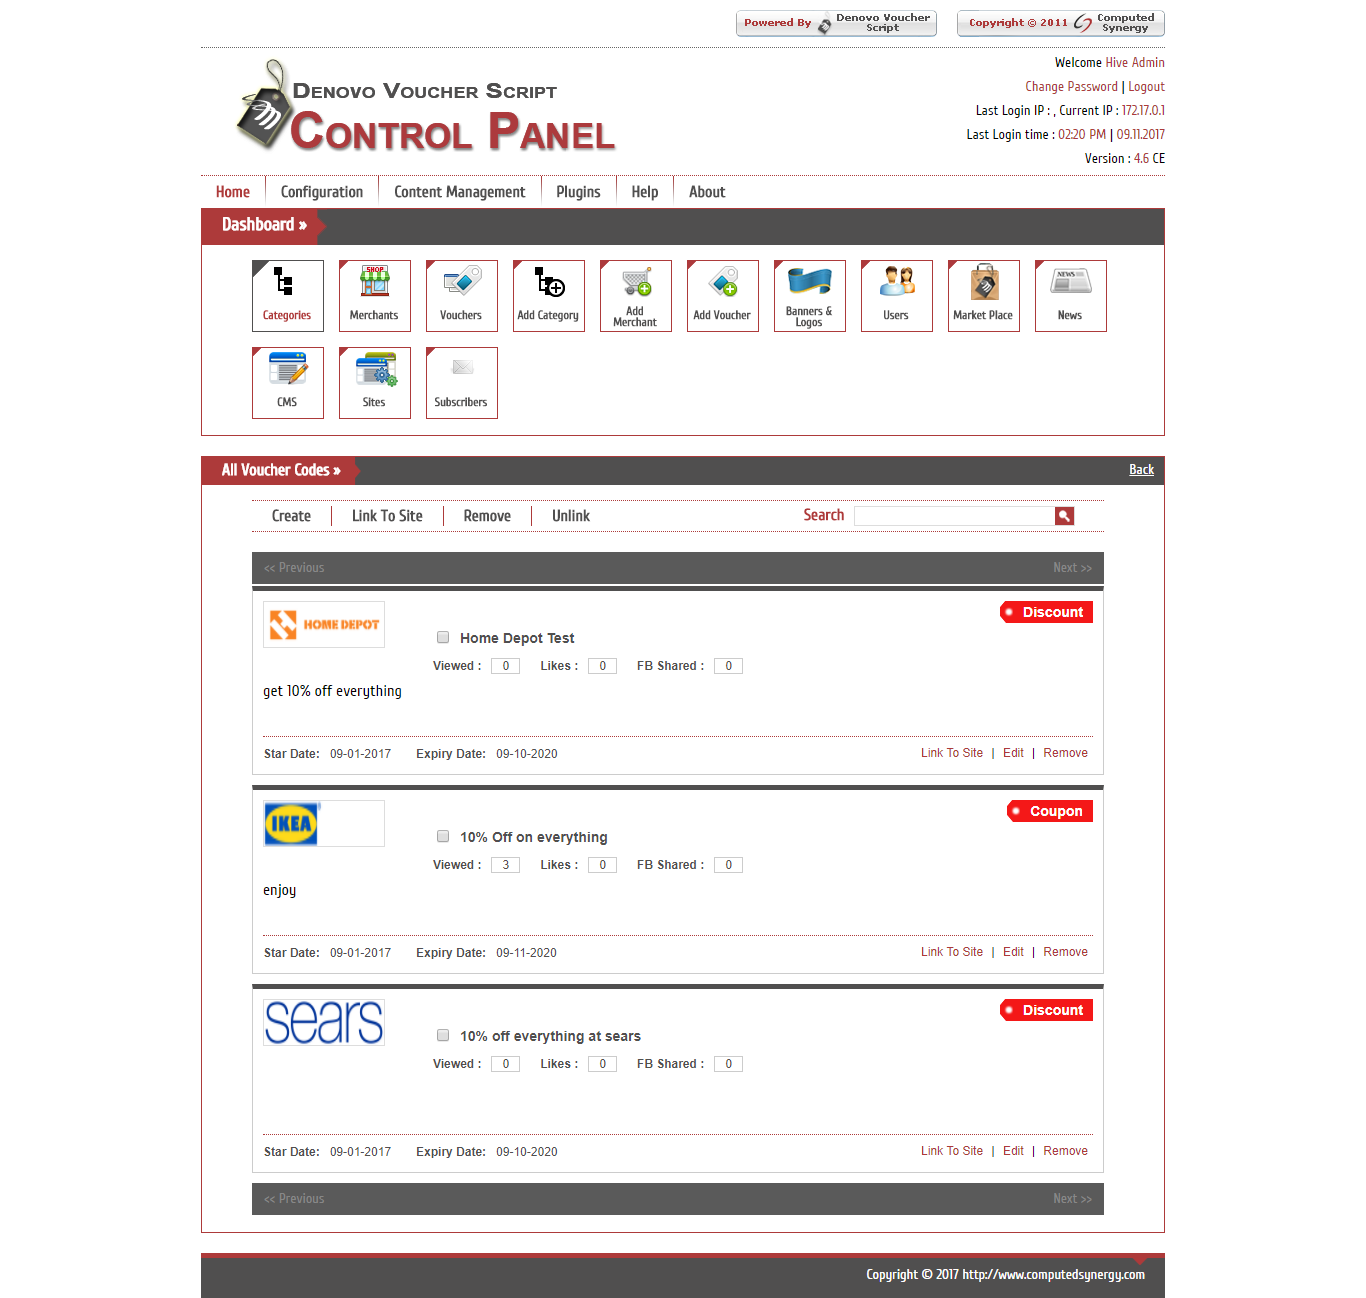 Powered By Denovo Voucher Script
Copyright © 2011 Computed Synergy
Welcome Hive Admin
Change Password | Logout
Last Login IP : , Current IP : 172.17.0.1
Last Login time : 02:20 PM | 09.11.2017
Version : 4.6 CE
Denovo Voucher Script
Control Panel
Home Configuration Content Management Plugins Help About
Dashboard »
Categories Merchants Vouchers Add Category Add Merchant Add Voucher Banners & Logos Users Market Place NEWS News
SHOP
CMS Sites Subscribers
All Voucher Codes » Back
Create Link To Site Remove Unlink Search
<< Previous Next >>
HOME DEPOT Discount
Home Depot Test
Viewed : 0 Likes : 0 FB Shared : 0
get 10% off everything
Star Date: 09-01-2017 Expiry Date: 09-10-2020 Link To Site | Edit | Remove
IKEA Coupon
10% Off on everything
Viewed : 3 Likes : 0 FB Shared : 0
enjoy
Star Date: 09-01-2017 Expiry Date: 09-11-2020 Link To Site | Edit | Remove
sears Discount
10% off everything at sears
Viewed : 0 Likes : 0 FB Shared : 0
Star Date: 09-01-2017 Expiry Date: 09-10-2020 Link To Site | Edit | Remove
<< Previous Next >>
Copyright © 2017 http://www.computedsynergy.com